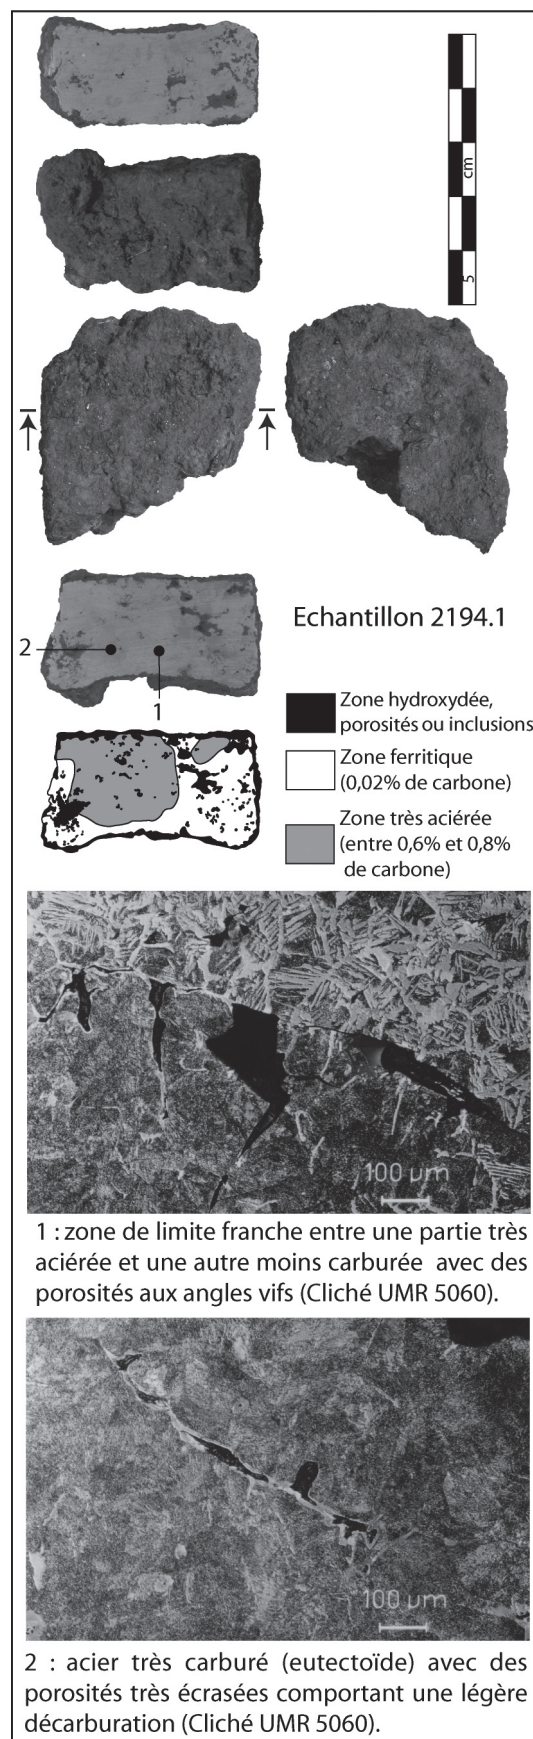 cm
5
Echantillon 2194.1
2
1
Zone hydroxydée,
porosités ou inclusions
Zone ferritique
(0,02% de carbone)
Zone très aciérée
(entre 0,6% et 0,8%
de carbone)
100 µm
1 : zone de limite franche entre une partie très
aciérée et une autre moins carburée avec des
porosités aux angles vifs (Cliché UMR 5060).
100 µm
2 : acier très carburé (eutectoïde) avec des
porosités très écrasées comportant une légère
décarburation (Cliché UMR 5060).